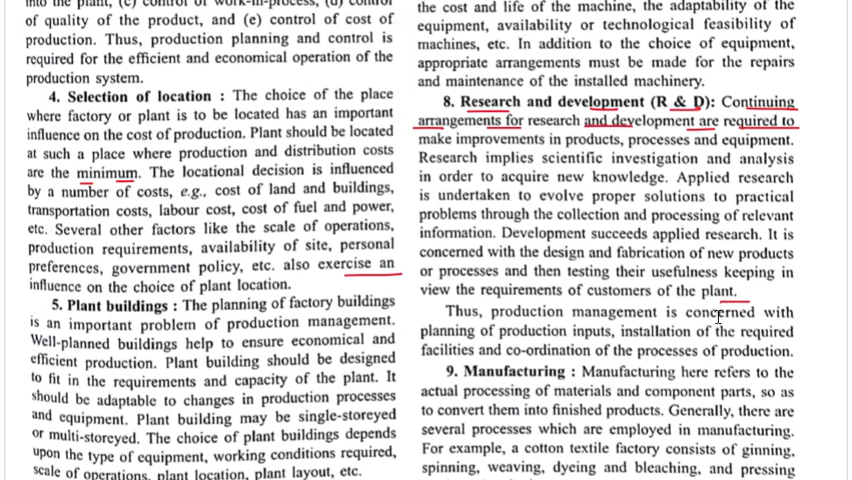 into the plant, (c) control of work-in-process, (d) control
of quality of the product, and (e) control of cost of
production. Thus, production planning and control is
required for the efficient and economical operation of the
production system.
4. Selection of location : The choice of the place
where factory or plant is to be located has an important
influence on the cost of production. Plant should be located
at such a place where production and distribution costs
are the minimum. The locational decision is influenced
by a number of costs, e.g., cost of land and buildings,
transportation costs, labour cost, cost of fuel and power,
etc. Several other factors like the scale of operations,
production requirements, availability of site, personal
preferences, government policy, etc. also exercise an
influence on the choice of plant location.
5. Plant buildings : The planning of factory buildings
is an important problem of production management.
Well-planned buildings help to ensure economical and
efficient production. Plant building should be designed
to fit in the requirements and capacity of the plant. It
should be adaptable to changes in production processes
and equipment. Plant building may be single-storeyed
or multi-storeyed. The choice of plant buildings depends
upon the type of equipment, working conditions required,
scale of operations, plant location, plant layout, etc.
the cost and life of the machine, the adaptability of the
equipment, availability or technological feasibility of
machines, etc. In addition to the choice of equipment,
appropriate arrangements must be made for the repairs
and maintenance of the installed machinery.
8. Research and development (R & D): Continuing
arrangements for research and development are required to
make improvements in products, processes and equipment.
Research implies scientific investigation and analysis
in order to acquire new knowledge. Applied research
is undertaken to evolve proper solutions to practical
problems through the collection and processing of relevant
information. Development succeeds applied research. It is
concerned with the design and fabrication of new products
or processes and then testing their usefulness keeping in
view the requirements of customers of the plant.
Thus, production management is concerned with
planning of production inputs, installation of the required
facilities and co-ordination of the processes of production.
9. Manufacturing : Manufacturing here refers to the
actual processing of materials and component parts, so as
to convert them into finished products. Generally, there are
several processes which are employed in manufacturing.
For example, a cotton textile factory consists of ginning,
spinning, weaving, dyeing and bleaching, and pressing